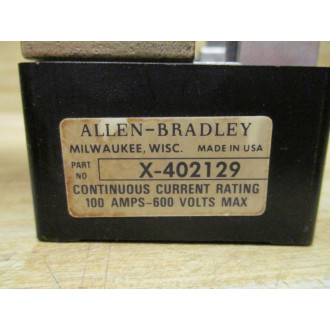 ALLEN-BRADLEY
MILWAUKEE, WISC. MADE IN USA
PART NO X-402129
CONTINUOUS CURRENT RATING
100 AMPS-600 VOLTS MAX